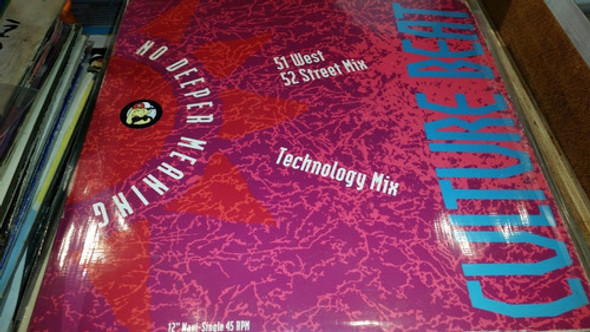 NO DEEPER MEANING
51 West
52 Street Mix
Technology Mix
CULTURE BEAT
12" Maxi-Single 45 RPM